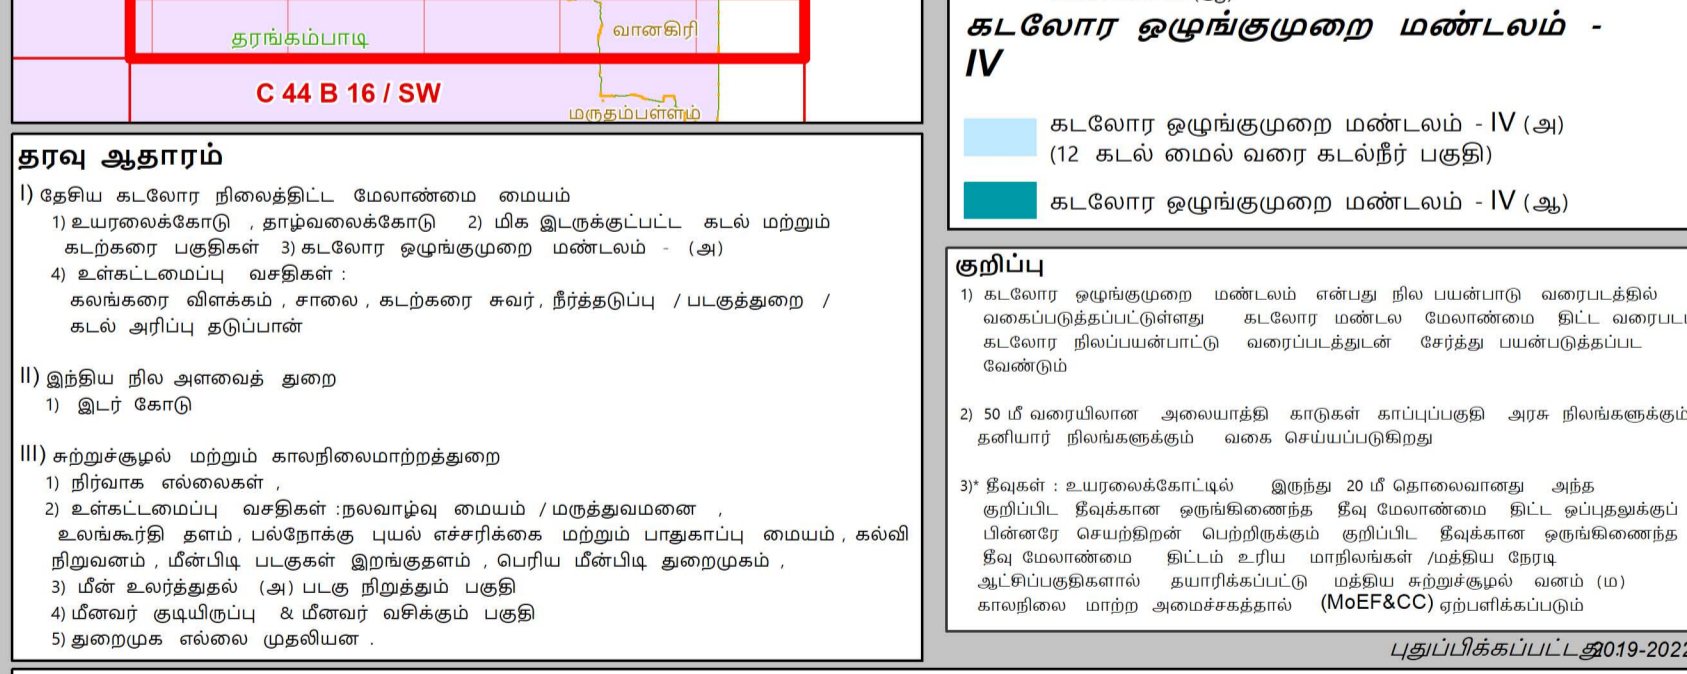 தரங்கம்பாடி
வானகிரி
C 44 B 16 / SW
மருதம்பள்ளம்
தரவு ஆதாரம்
I) தேசிய கடலோர நிலைத்திட்ட மேலாண்மை மையம்
1) உயரலைக்கோடு , தாழ்வலைக்கோடு 2) மிக இடருக்குட்பட்ட கடல் மற்றும்
கடற்கரை பகுதிகள் 3) கடலோர ஒழுங்குமுறை மண்டலம் - (அ)
4) உள்கட்டமைப்பு வசதிகள் :
கலங்கரை விளக்கம் , சாலை , கடற்கரை சுவர் , நீர்த்தடுப்பு / படகுத்துறை /
கடல் அரிப்பு தடுப்பான்
II) இந்திய நில அளவைத் துறை
1) இடர் கோடு
III) சுற்றுச்சூழல் மற்றும் காலநிலைமாற்றத்துறை
1) நிர்வாக எல்லைகள் ,
2) உள்கட்டமைப்பு வசதிகள் :நலவாழ்வு மையம் / மருத்துவமனை ,
உலங்கூர்தி தளம் , பல்நோக்கு புயல் எச்சரிக்கை மற்றும் பாதுகாப்பு மையம் , கல்வி
நிறுவனம் , மீன்பிடி படகுகள் இறங்குதளம் , பெரிய மீன்பிடி துறைமுகம் ,
3) மீன் உலர்த்துதல் (அ) படகு நிறுத்தும் பகுதி
4) மீனவர் குடியிருப்பு & மீனவர் வசிக்கும் பகுதி
5) துறைமுக எல்லை முதலியன .
கடலோர ஒழுங்குமுறை மண்டலம் -
IV
கடலோர ஒழுங்குமுறை மண்டலம் - IV (அ)
(12 கடல் மைல் வரை கடல்நீர் பகுதி)
கடலோர ஒழுங்குமுறை மண்டலம் - IV (ஆ)
குறிப்பு
1) கடலோர ஒழுங்குமுறை மண்டலம் என்பது நில பயன்பாடு வரைபடத்தில்
வகைப்படுத்தப்பட்டுள்ளது கடலோர மண்டல மேலாண்மை திட்ட
கடலோர நிலப்பயன்பாட்டு வரைப்படத்துடன் சேர்த்து பயன்படுத்தப்பட
வேண்டும்
2) 50 மீ வரையிலான அலையாத்தி காடுகள் காப்புப்பகுதி அரசு நிலங்களுக்கும்
தனியார் நிலங்களுக்கும் வகை செய்யப்படுகிறது
3)* தீவுகள் : உயரலைக்கோட்டில் இருந்து 20 மீ தொலைவானது அந்த
குறிப்பிட தீவுக்கான ஒருங்கிணைந்த தீவு மேலாண்மை திட்ட ஒப்புதலுக்குப்
பின்னரே செயற்திறன் பெற்றிருக்கும் குறிப்பிட தீவுக்கான ஒருங்கிணைந்த
தீவு மேலாண்மை திட்டம் உரிய மாநிலங்கள் /மத்திய நேரடி
ஆட்சிப்பகுதிகளால் தயாரிக்கப்பட்டு மத்திய சுற்றுச்சூழல் வனம் (ம)
காலநிலை மாற்ற அமைச்சகத்தால் (MoEF&CC) ஏற்பளிக்கப்படும்
புதுப்பிக்கப்பட்டது 2019-2022